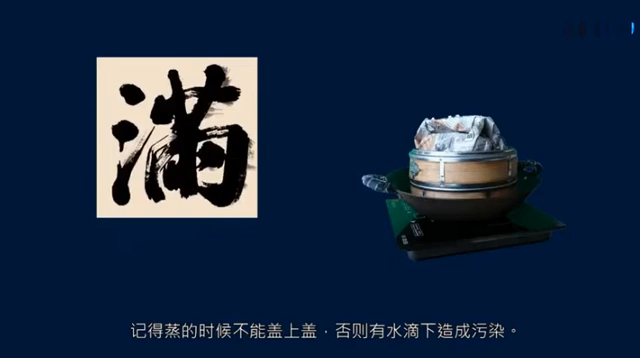 滿
记得蒸的时候不能盖上盖，否则有水滴下造成污染。